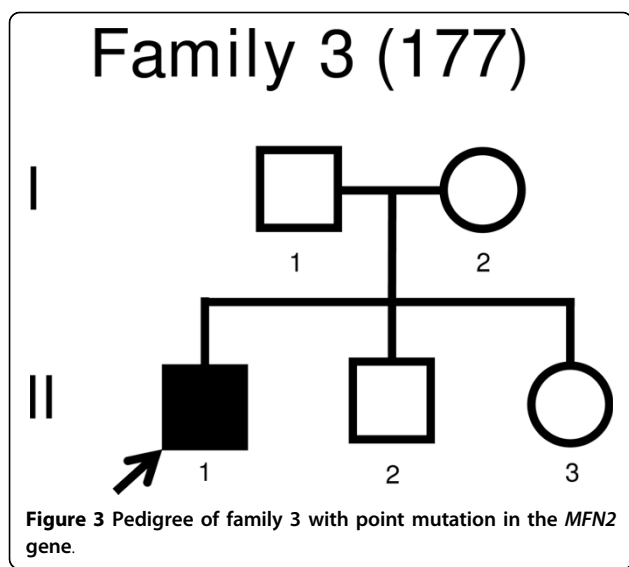 Family 3 (177)
I
1 2
II
1 2 3
Figure 3 Pedigree of family 3 with point mutation in the MFN2
gene.